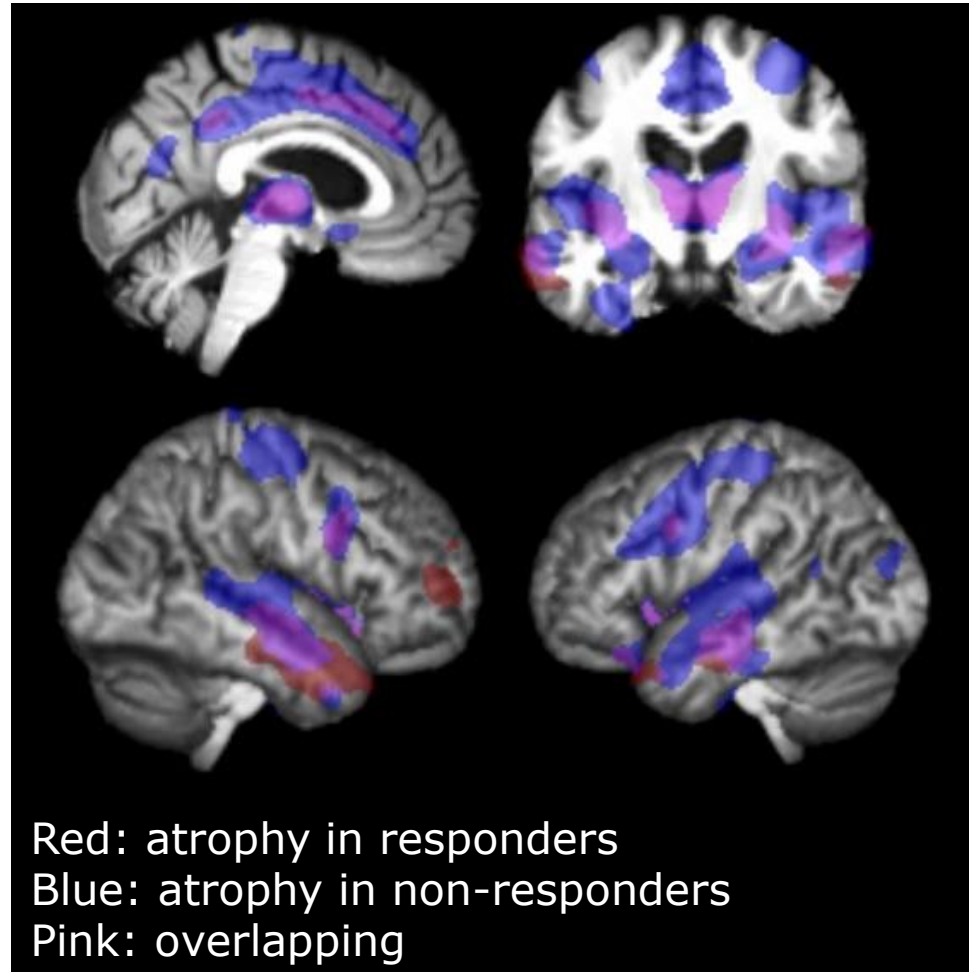 Red: atrophy in responders
Blue: atrophy in non-responders
Pink: overlapping